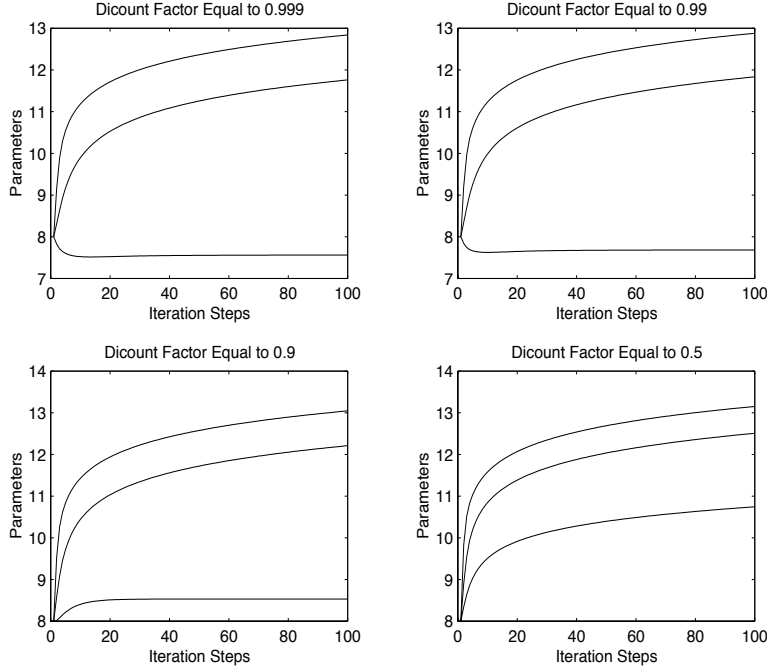 Dicount Factor Equal to 0.999
13
12
11
10
9
8
7
Parameters
0 20 40 60 80 100
Iteration Steps
Dicount Factor Equal to 0.99
13
12
11
10
9
8
7
Parameters
0 20 40 60 80 100
Iteration Steps
Dicount Factor Equal to 0.9
14
13
12
11
10
9
8
Parameters
0 20 40 60 80 100
Iteration Steps
Dicount Factor Equal to 0.5
14
13
12
11
10
9
8
Parameters
0 20 40 60 80 100
Iteration Steps